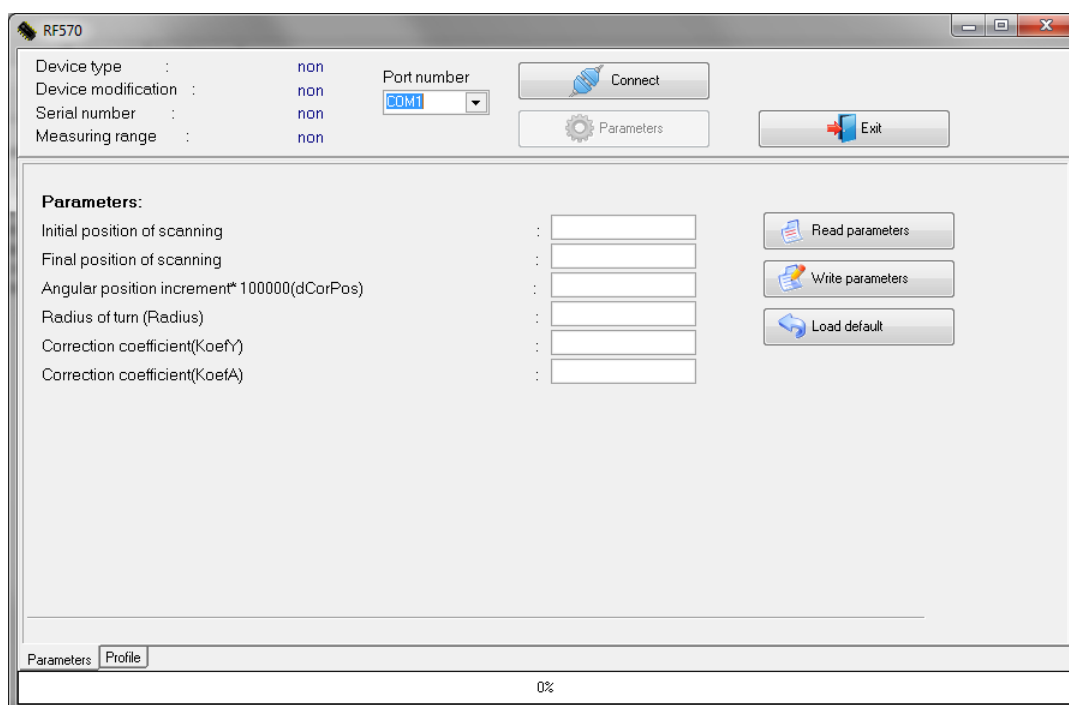 RF570
Device type : non
Device modification : non
Serial number : non
Measuring range : non
Port number
COM1
Connect
Parameters
Exit
Parameters:
Initial position of scanning :
Final position of scanning :
Angular position increment*100000(dCorPos) :
Radius of turn (Radius) :
Correction coefficient(KoefY) :
Correction coefficient(KoefA) :
Read parameters
Write parameters
Load default
Parameters Profile
0%